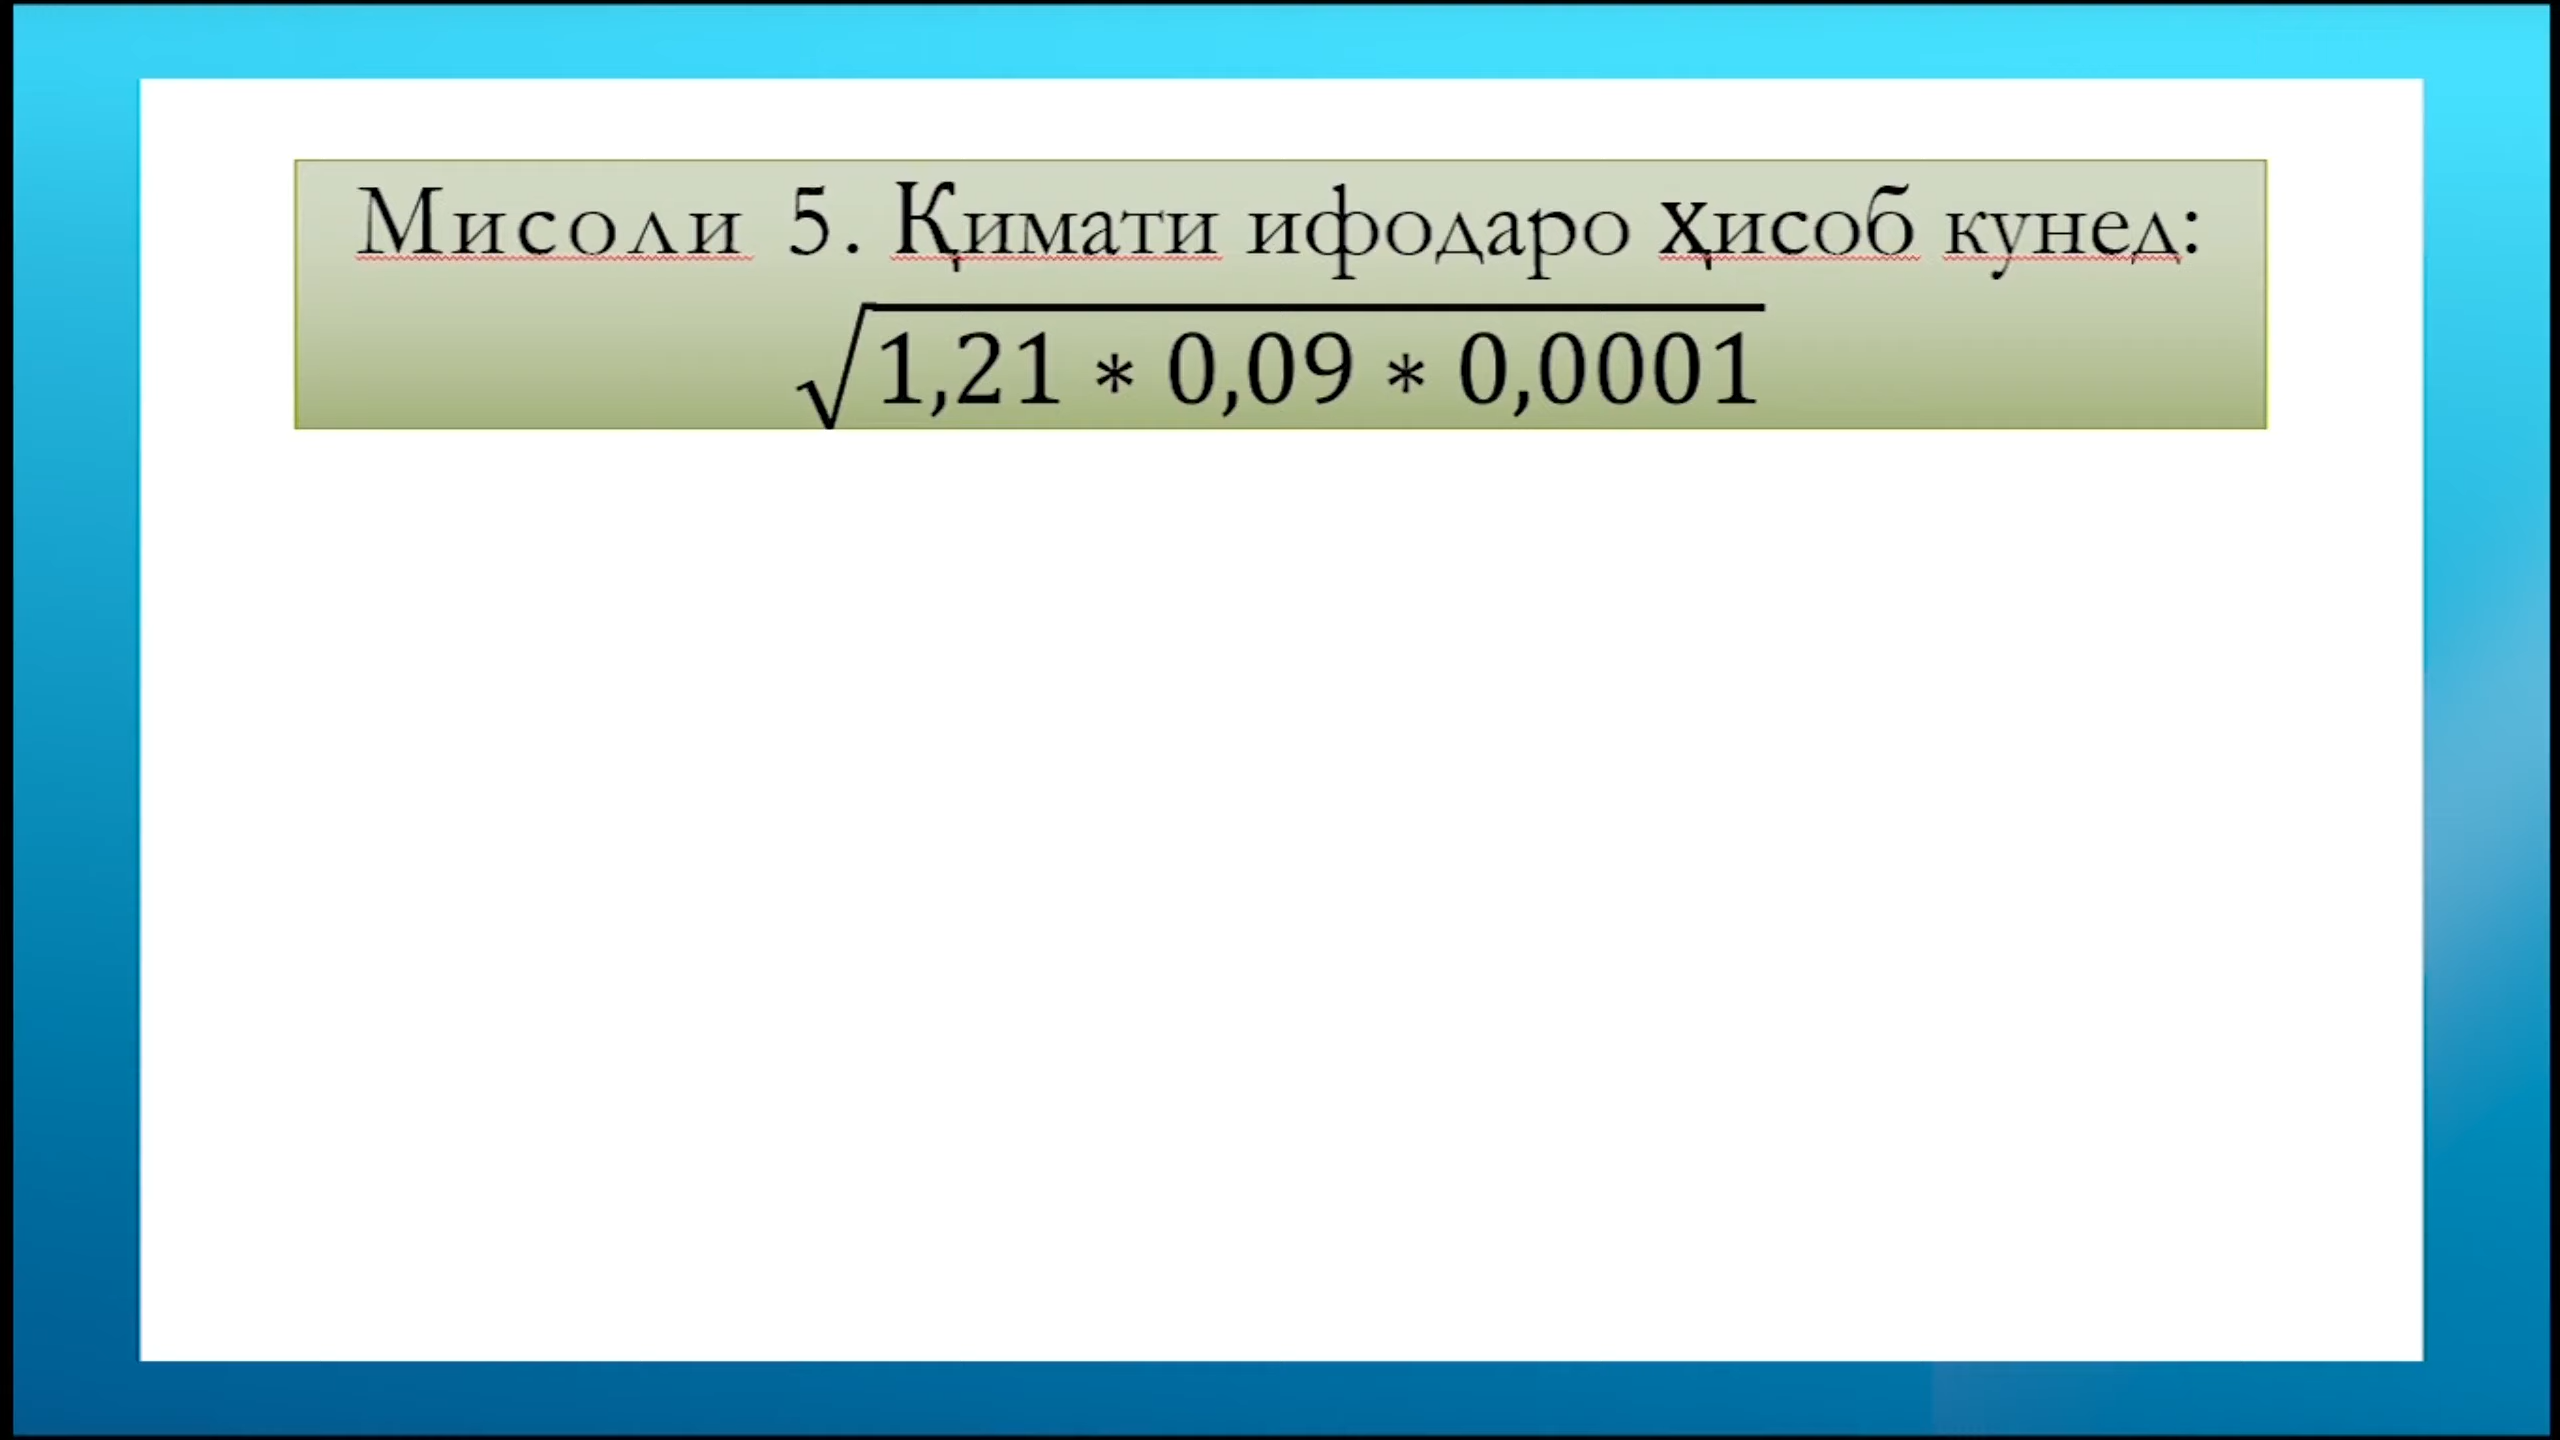 Мисоли 5. Қимати ифодаро ҳисоб кунед:
√1,21 ∗ 0,09 ∗ 0,0001